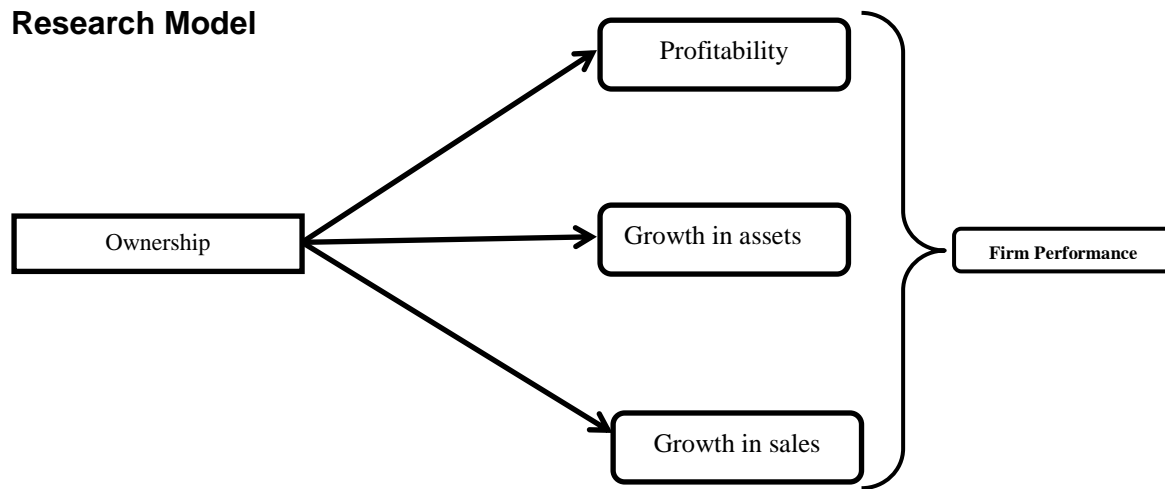 Research Model
Profitability
Ownership
Growth in assets
Firm Performance
Growth in sales